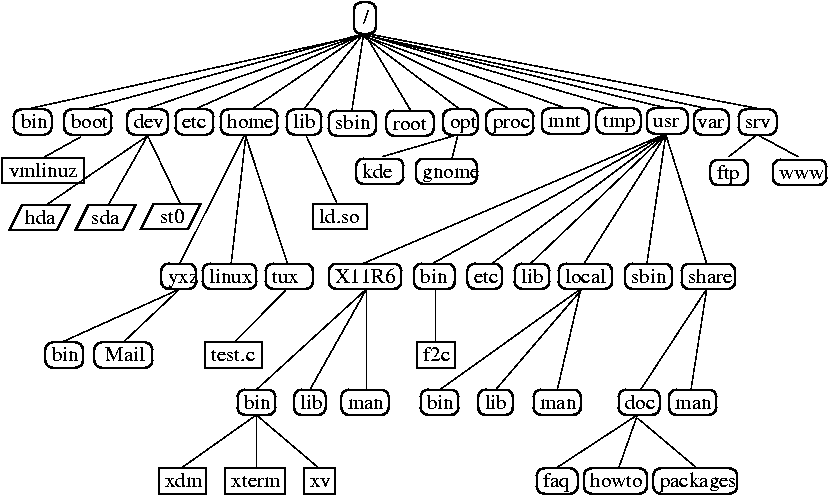 /
bin boot dev etc home lib sbin root opt proc mnt tmp usr var srv
vmlinuz kde gnome ftp www
hda sda st0 ld.so
yxz linux tux X11R6 bin etc lib local sbin share
bin Mail test.c f2c
bin lib man bin lib man doc man
xdm xterm xv faq howto packages